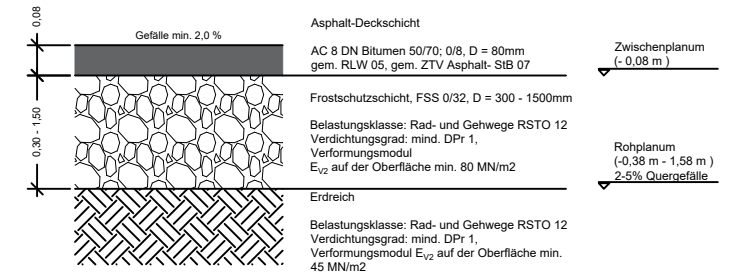 0,08
Gefälle min. 2,0 %
0,30 - 1,50
Asphalt-Deckschicht
AC 8 DN Bitumen 50/70; 0/8, D = 80mm
gem. RLW 05, gem. ZTV Asphalt- StB 07
Frostschutzschicht, FSS 0/32, D = 300 - 1500mm
Belastungsklasse: Rad- und Gehwege RSTO 12
Verdichtungsgrad: mind. DPr 1,
Verformungsmodul
EV2 auf der Oberfläche min. 80 MN/m2
Erdreich
Belastungsklasse: Rad- und Gehwege RSTO 12
Verdichtungsgrad: mind. DPr 1,
Verformungsmodul EV2 auf der Oberfläche min.
45 MN/m2
Zwischenplanum
(- 0,08 m )
Rohplanum
(-0,38 m - 1,58 m )
2-5% Quergefälle